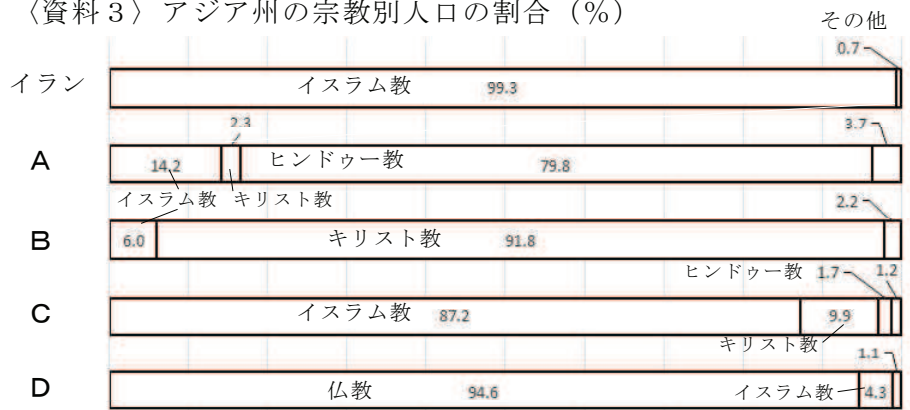 〈資料３〉アジア州の宗教別人口の割合（％）
その他
0.7
イラン
イスラム教 99.3
2.3
3.7
A
14.2
ヒンドゥー教 79.8
イスラム教 キリスト教
2.2
B
6.0
キリスト教 91.8
ヒンドゥー教 1.7 1.2
C
イスラム教 87.2
9.9
キリスト教
1.1
D
仏教 94.6
イスラム教 4.3